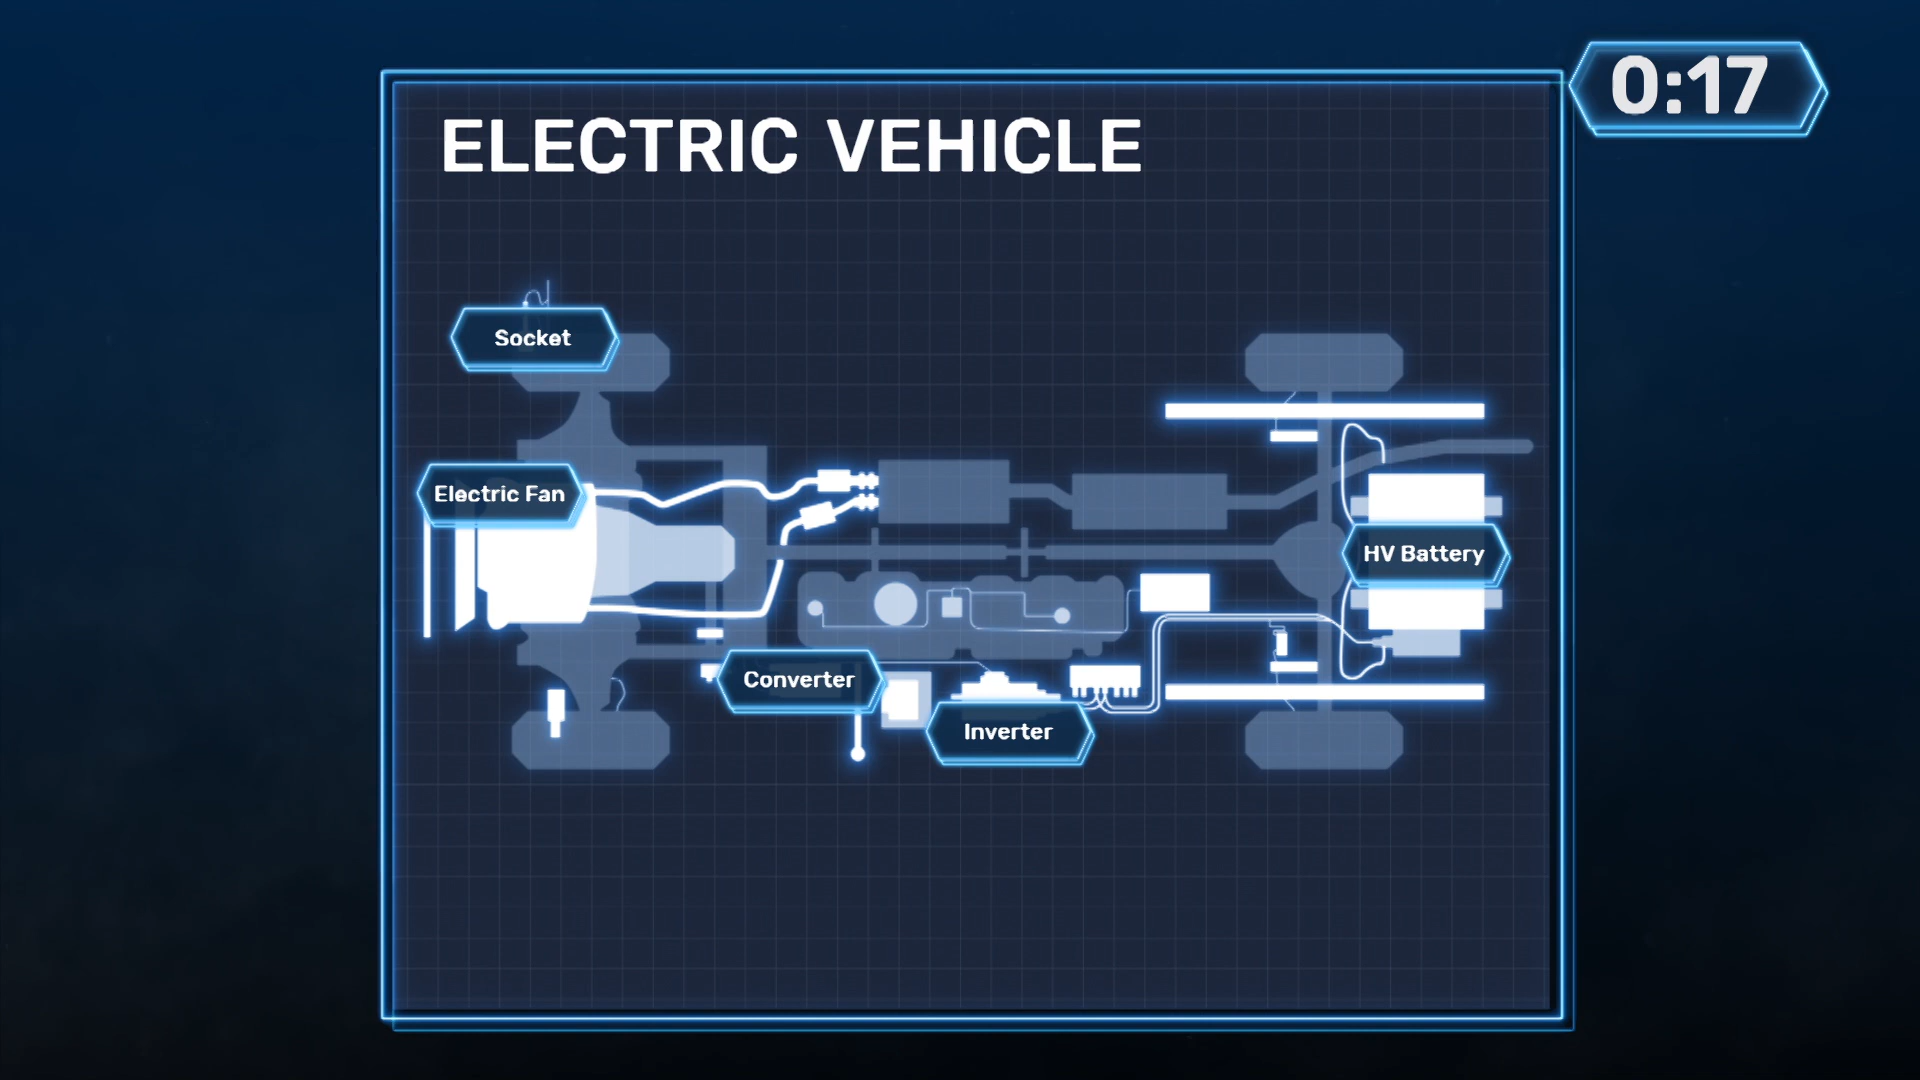 0:17
ELECTRIC VEHICLE
Socket
Electric Fan
HV Battery
Converter
Inverter